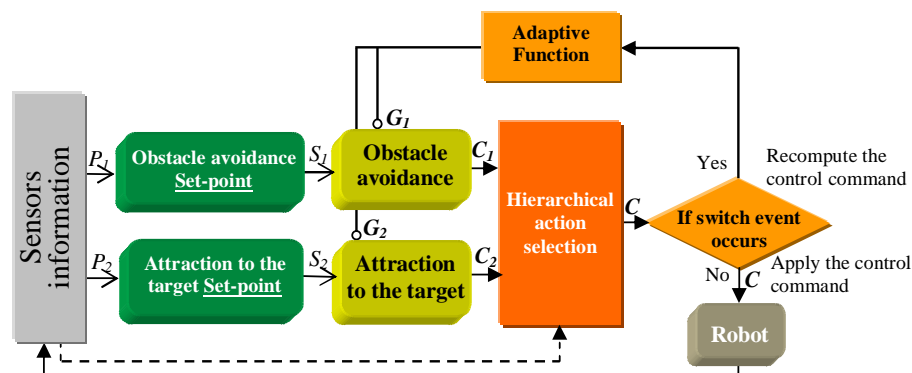 Adaptive
Function
G1
P1
Obstacle avoidance
Set-point
S1
Obstacle
avoidance
C1
Sensors
information
Hierarchical
action
selection
C
Yes
Recompute the
control command
If switch event
occurs
G2
P2
Attraction to the
target Set-point
S2
Attraction
to the target
C2
No
C
Apply the control
command
Robot